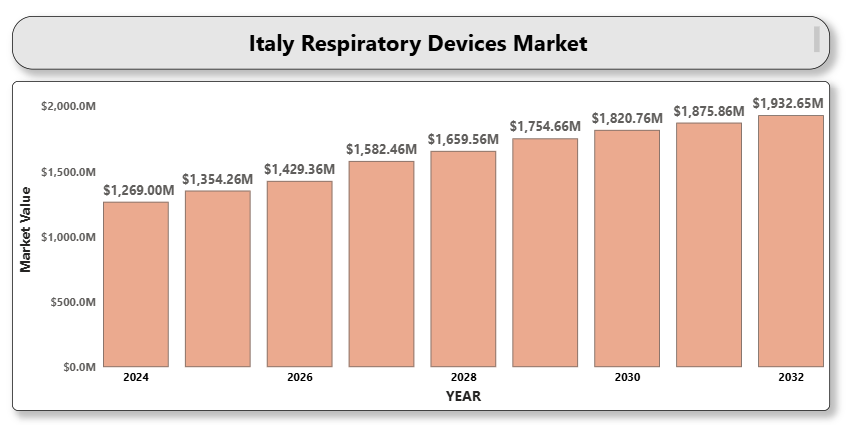 Italy Respiratory Devices Market
Market Value
$2,000.0M
$1,500.0M
$1,000.0M
$500.0M
$0.0M
$1,269.00M
$1,354.26M
$1,429.36M
$1,582.46M
$1,659.56M
$1,754.66M
$1,820.76M
$1,875.86M
$1,932.65M
2024
2026
2028
2030
2032
YEAR